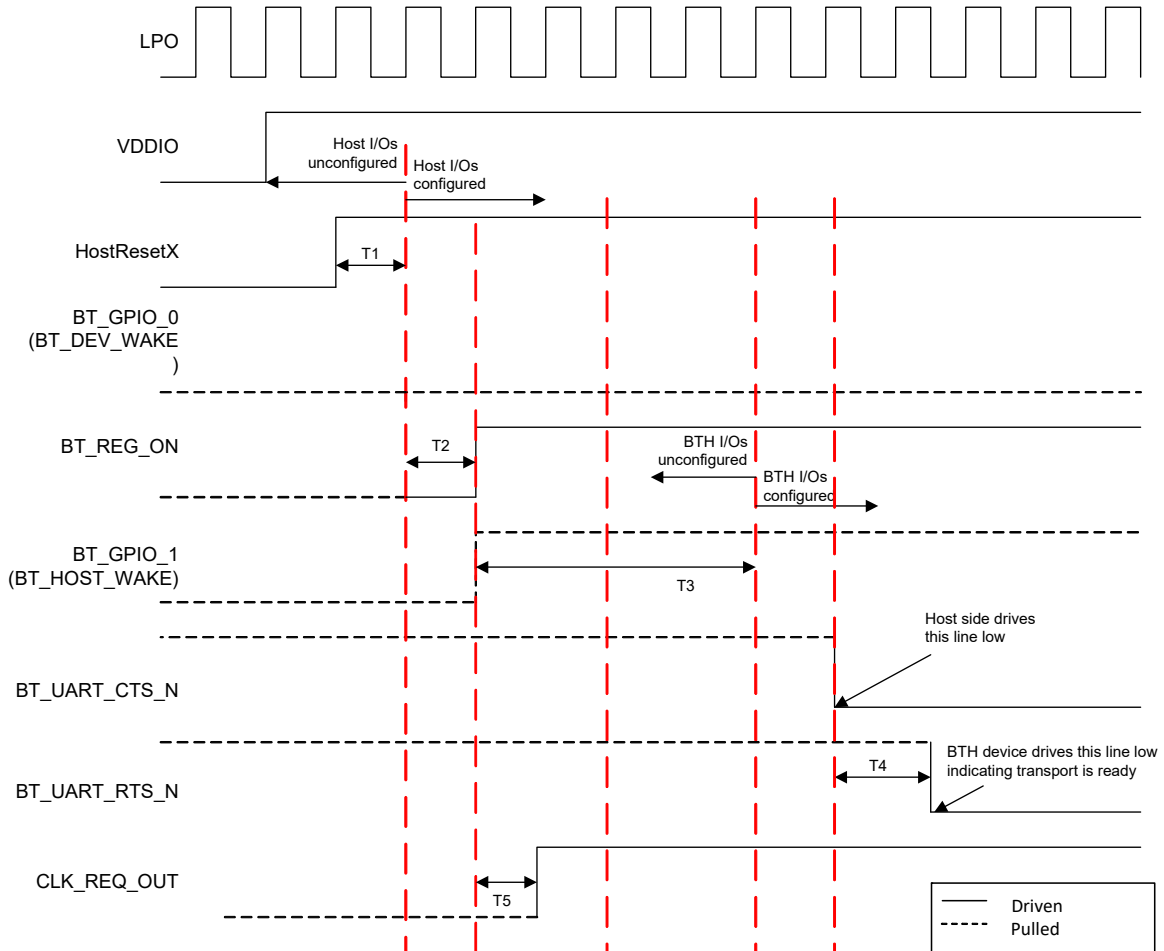 LPO
VDDIO
Host I/Os
unconfigured
Host I/Os
configured
HostResetX
T1
BT_GPIO_0
(BT_DEV_WAKE
)
BT_REG_ON
T2
BTH I/Os
unconfigured
BTH I/Os
configured
BT_GPIO_1
(BT_HOST_WAKE)
T3
Host side drives
this line low
BT_UART_CTS_N
BT_UART_RTS_N
T4
BTH device drives this line low
indicating transport is ready
CLK_REQ_OUT
T5
Driven
Pulled